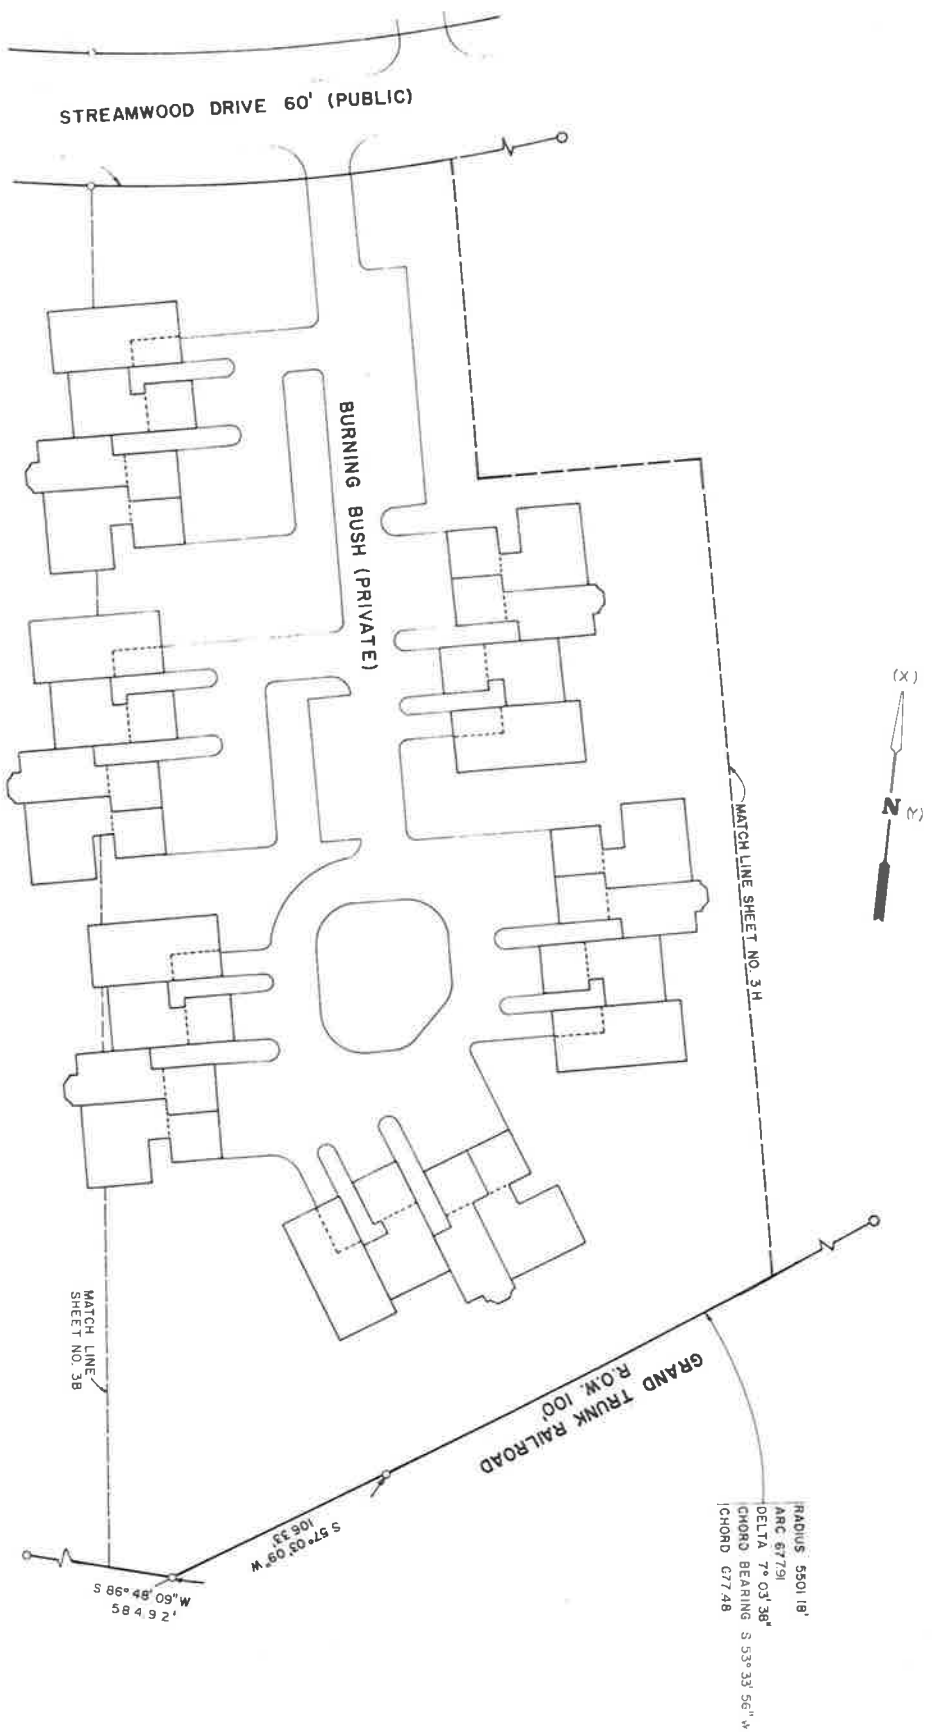 STREAMWOOD DRIVE 60' (PUBLIC)
BURNING BUSH (PRIVATE)
(X)
N (Y)
MATCH LINE SHEET NO. 3H
MATCH LINE
SHEET NO. 3B
GRAND TRUNK RAILROAD
R.O.W. 100'
S 57° 03' 09" W
106.33'
S 86° 48' 09" W
584.92'
RADIUS 5501.18'
ARC 677.91
DELTA 7° 03' 38"
CHORD BEARING S 53° 33' 56" W
CHORD 677.48